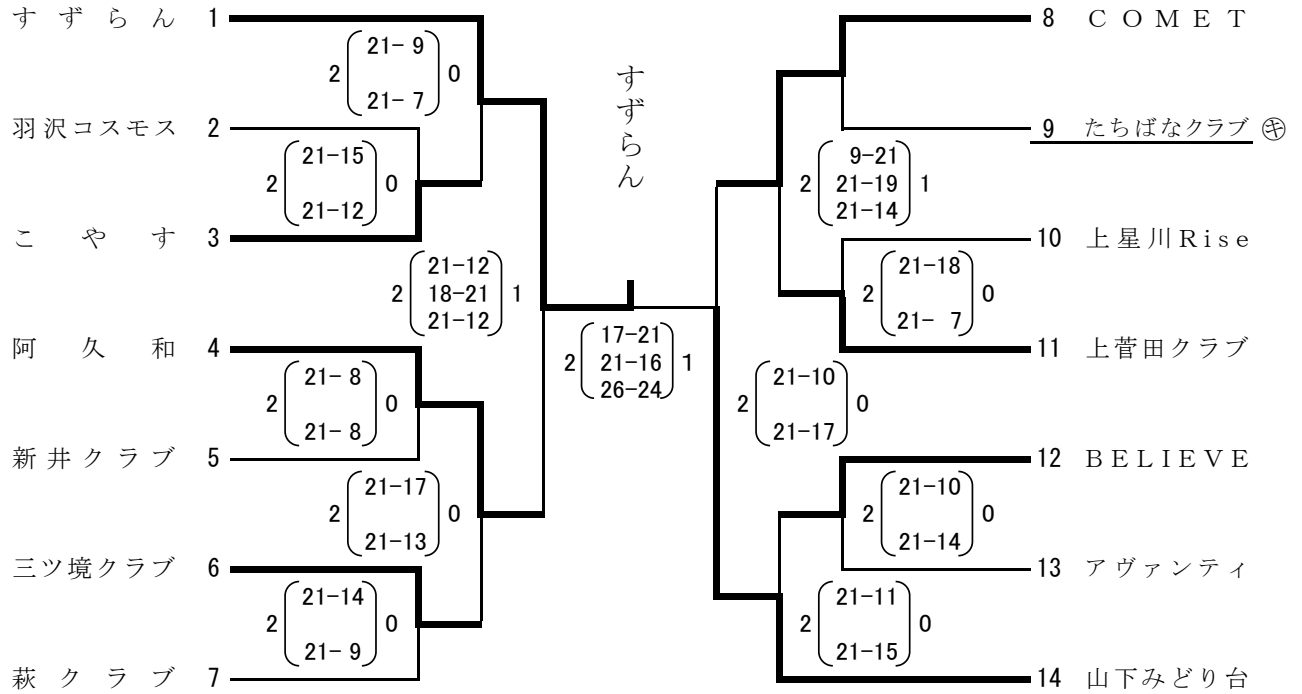 すずらん 1
2 21- 9 0
21- 7
羽沢コスモス 2
2 21-15 0
21-12
こやす 3
21-12
2 18-21 1
21-12
阿久和 4
2 21- 8 0
21- 8
新井クラブ 5
2 21-17 0
21-13
三ツ境クラブ 6
2 21-14 0
21- 9
萩クラブ 7
すずらん
17-21
2 21-16 1
26-24
8 COMET
9 たちばなクラブ ㋖
9-21
2 21-19 1
21-14
10 上星川Rise
2 21-18 0
21- 7
11 上菅田クラブ
2 21-10 0
21-17
12 BELIEVE
2 21-10 0
21-14
13 アヴァンティ
2 21-11 0
21-15
14 山下みどり台